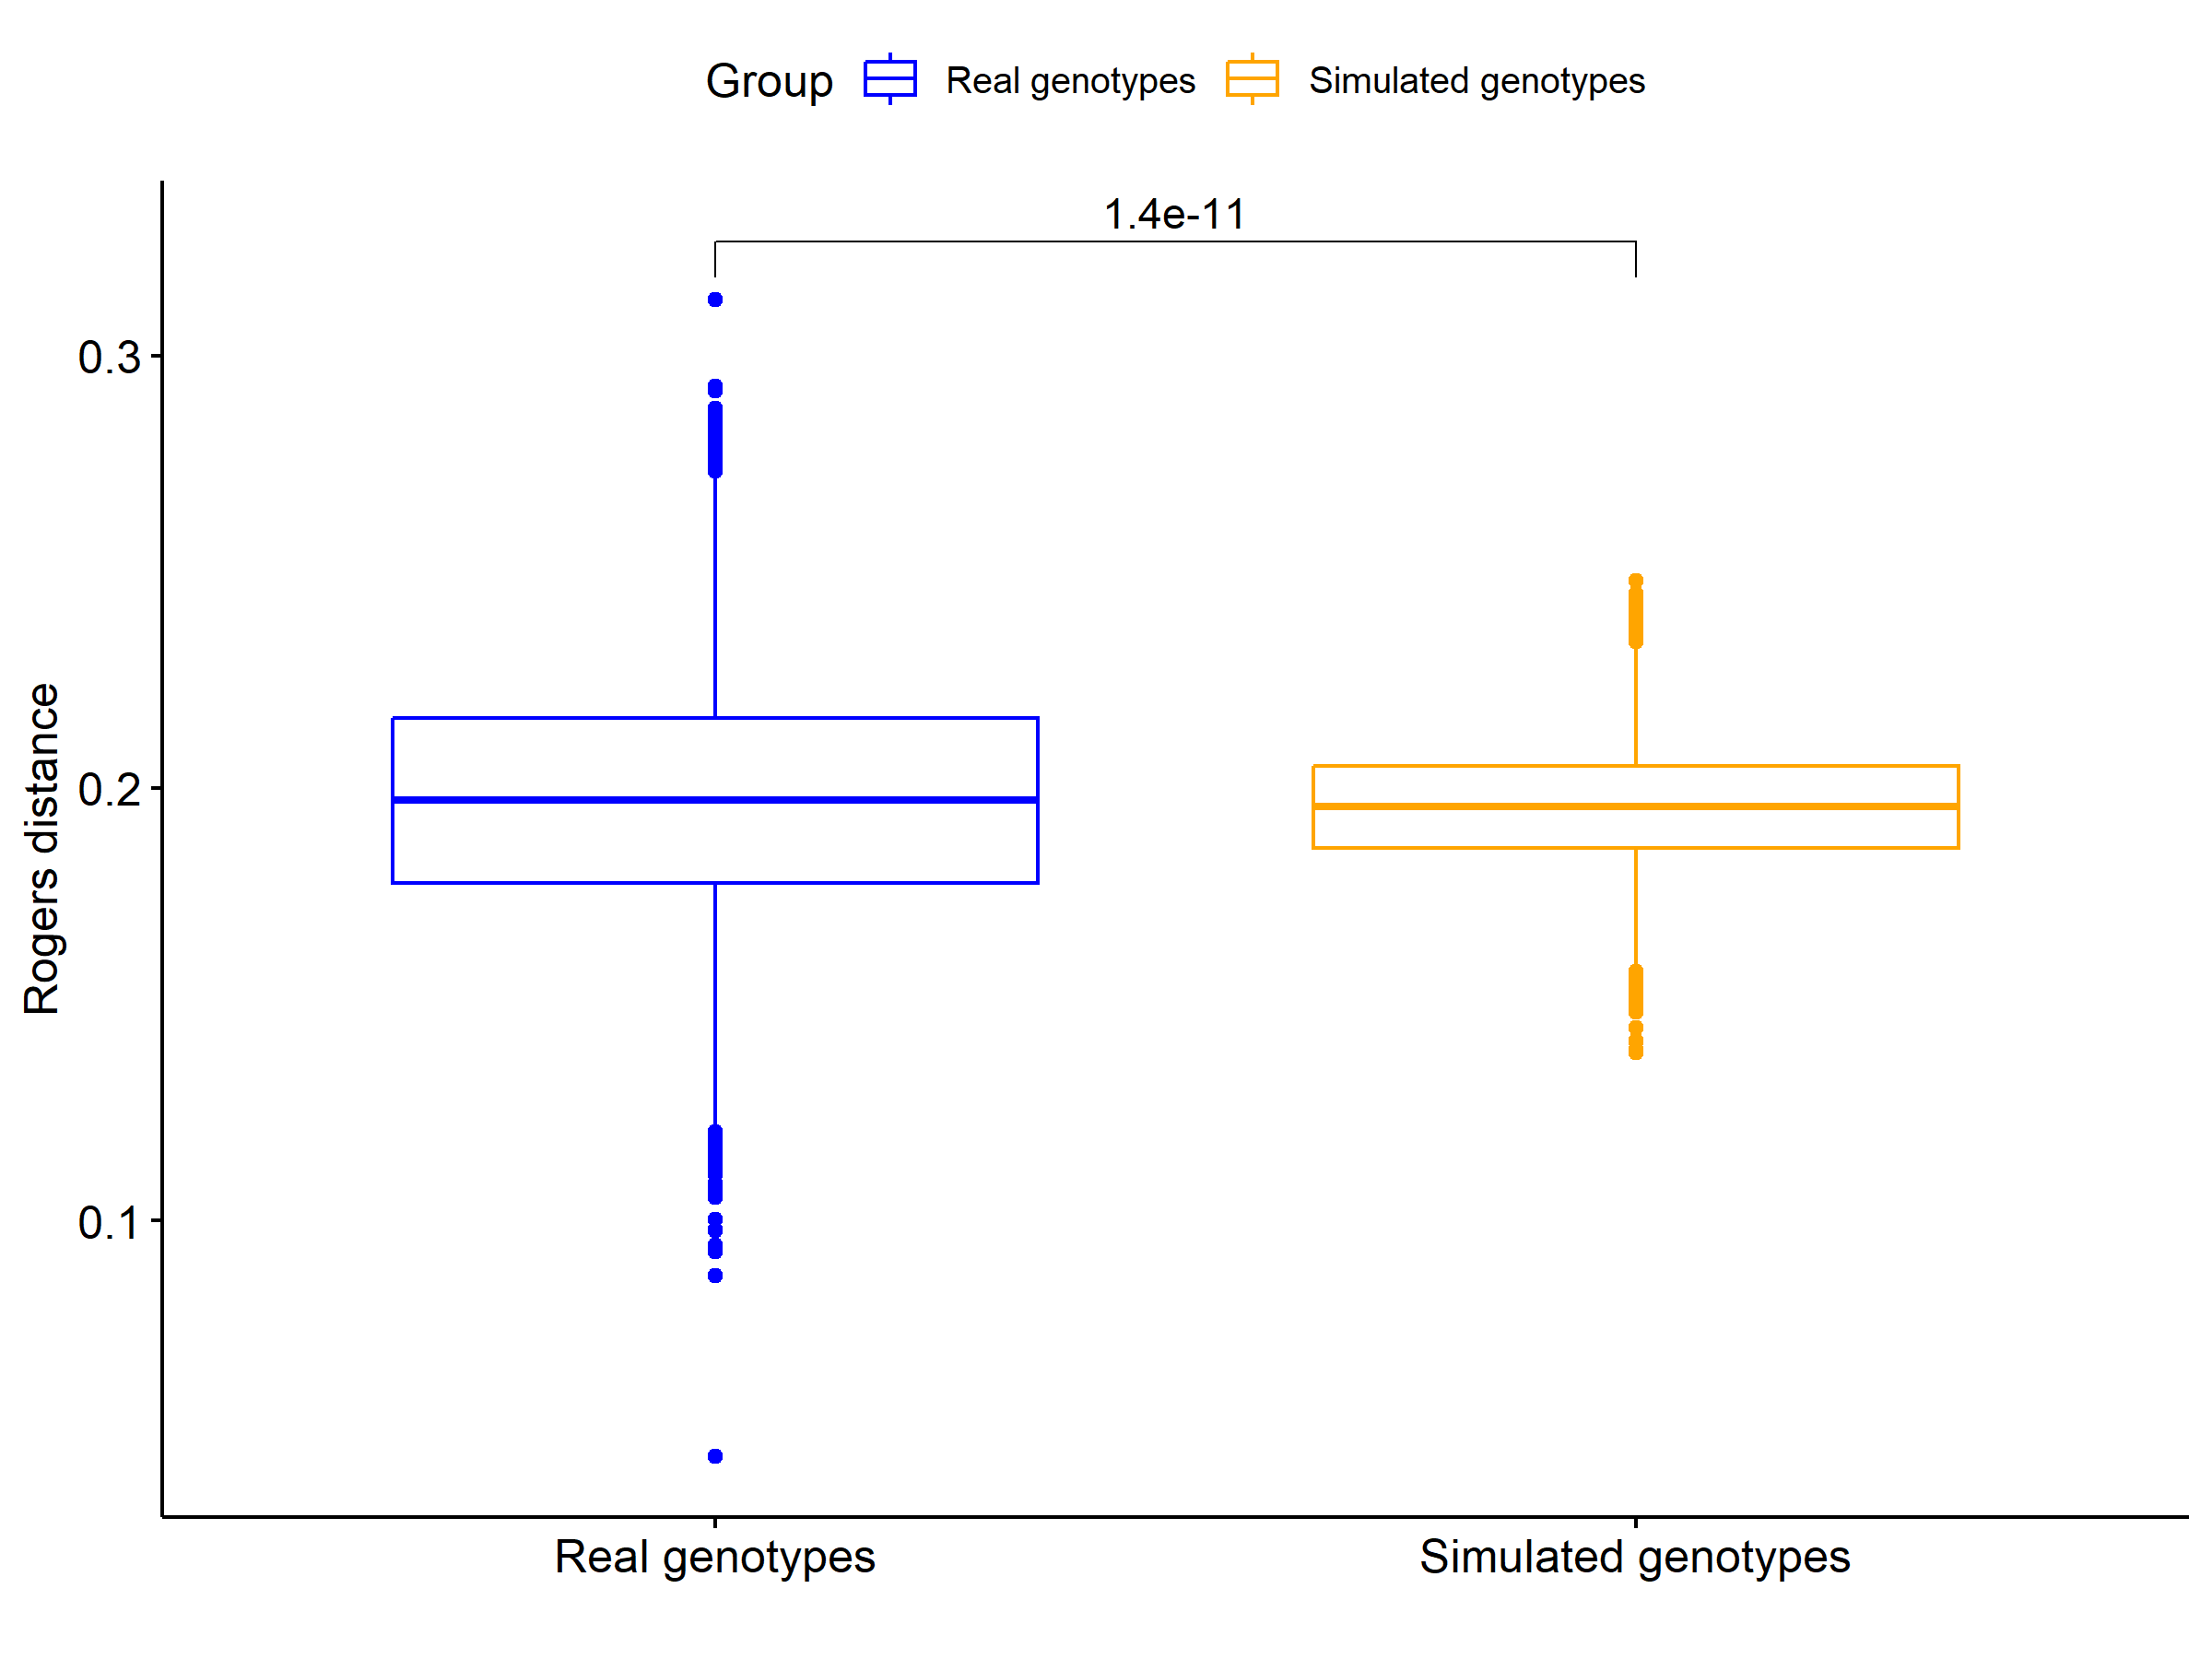 Group Real genotypes Simulated genotypes
1.4e-11
0.3
0.2
0.1
Rogers distance
Real genotypes Simulated genotypes